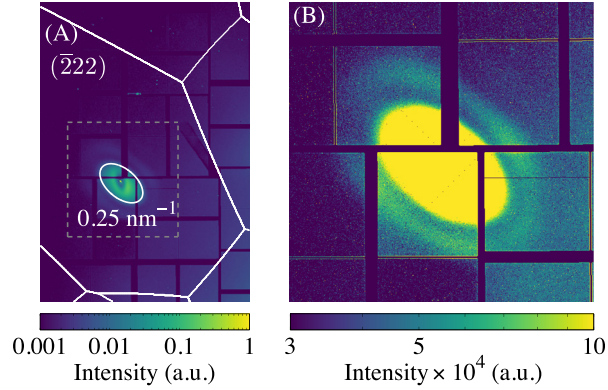 (A)
(B)
(2̅22)
0.25 nm⁻¹
0.001 0.01 0.1 1
3 5 10
Intensity (a.u.)
Intensity × 10⁴ (a.u.)